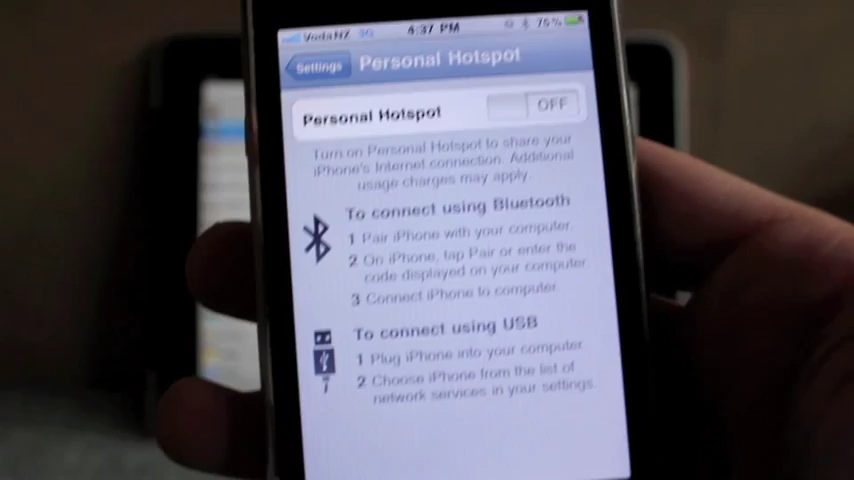 Voda NZ 3G 4:37 PM 75%
Settings Personal Hotspot
Personal Hotspot OFF
Turn on Personal Hotspot to share your
iPhone's Internet connection. Additional
usage charges may apply.
To connect using Bluetooth
1 Pair iPhone with your computer.
2 On iPhone, tap Pair or enter the
code displayed on your computer.
3 Connect iPhone to computer.
To connect using USB
1 Plug iPhone into your computer.
2 Choose iPhone from the list of
network services in your settings.